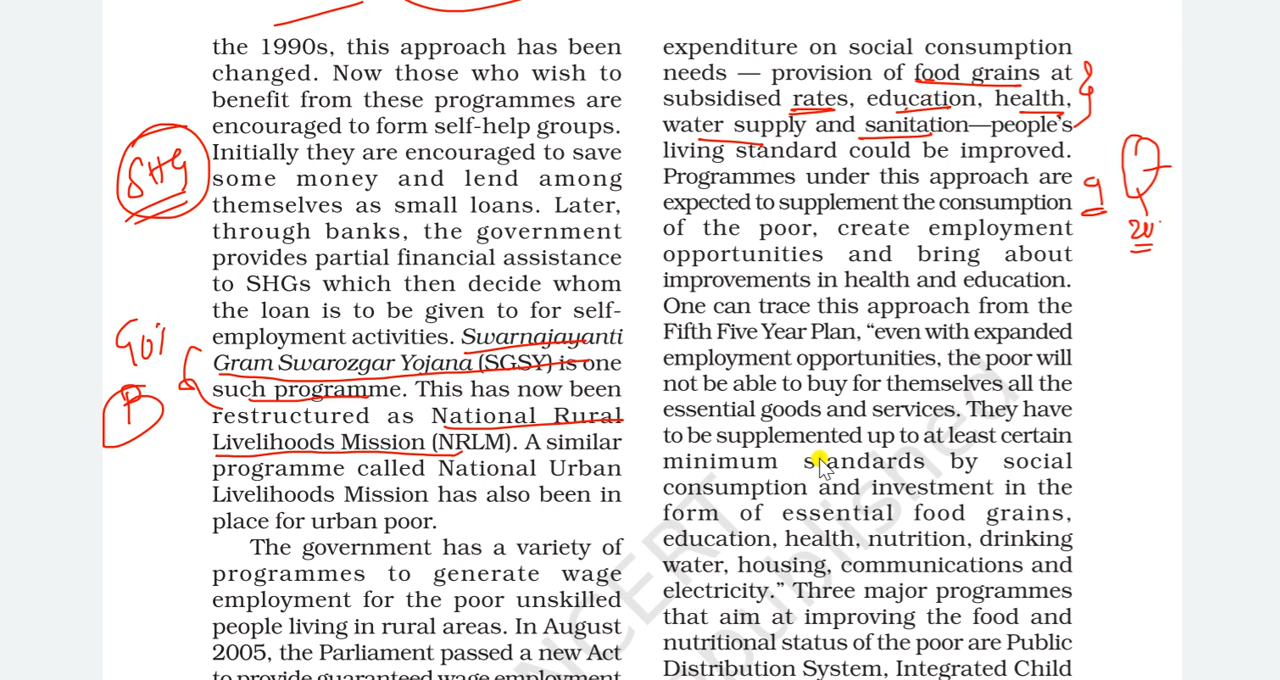 the 1990s, this approach has been
changed. Now those who wish to
benefit from these programmes are
encouraged to form self-help groups.
Initially they are encouraged to save
some money and lend among
themselves as small loans. Later,
through banks, the government
provides partial financial assistance
to SHGs which then decide whom
the loan is to be given to for self-
employment activities. Swarnajayanti
Gram Swarozgar Yojana (SGSY) is one
such programme. This has now been
restructured as National Rural
Livelihoods Mission (NRLM). A similar
programme called National Urban
Livelihoods Mission has also been in
place for urban poor.
The government has a variety of
programmes to generate wage
employment for the poor unskilled
people living in rural areas. In August
2005, the Parliament passed a new Act
to provide guaranteed wage employment
SHG
GOI
P
expenditure on social consumption
needs — provision of food grains at
subsidised rates, education, health,
water supply and sanitation—people's
living standard could be improved.
Programmes under this approach are
expected to supplement the consumption
of the poor, create employment
opportunities and bring about
improvements in health and education.
One can trace this approach from the
Fifth Five Year Plan, “even with expanded
employment opportunities, the poor will
not be able to buy for themselves all the
essential goods and services. They have
to be supplemented up to at least certain
minimum standards by social
consumption and investment in the
form of essential food grains,
education, health, nutrition, drinking
water, housing, communications and
electricity.” Three major programmes
that aim at improving the food and
nutritional status of the poor are Public
Distribution System, Integrated Child
NCERT
published